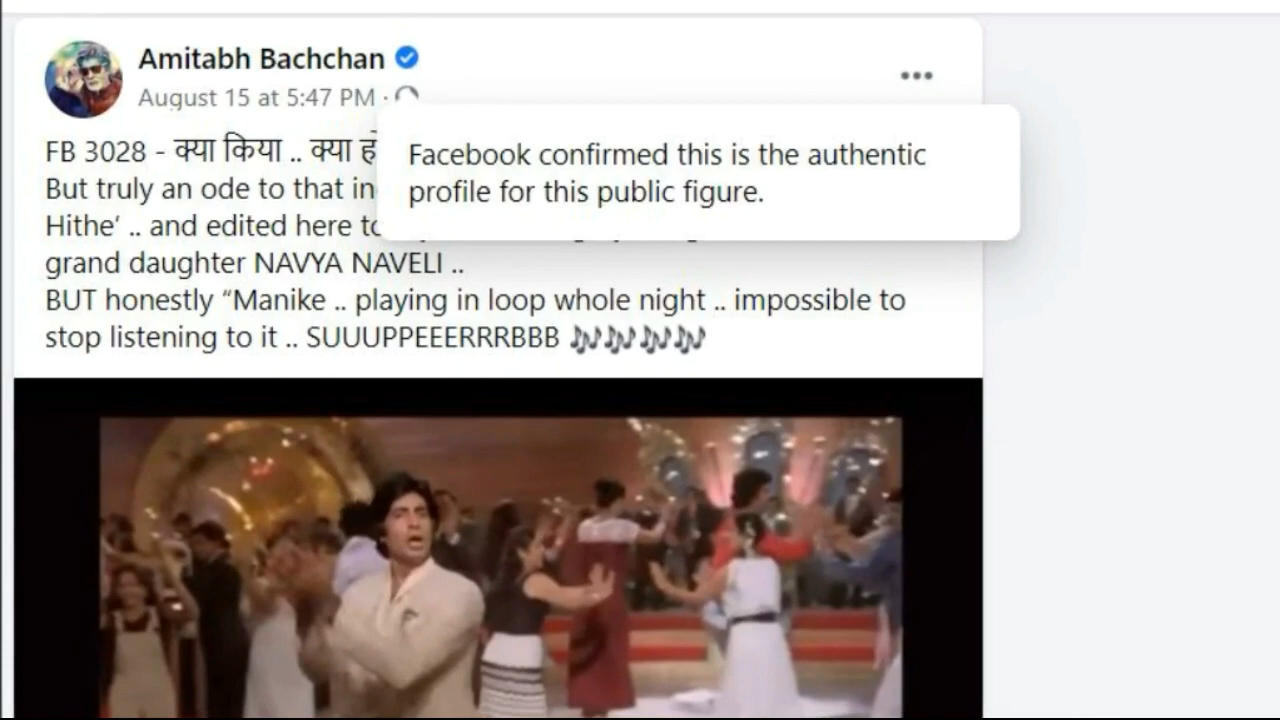 Amitabh Bachchan
August 15 at 5:47 PM ·
FB 3028 - क्या किया .. क्या
Facebook confirmed this is the authentic
profile for this public figure.
But truly an ode to that
Hithe’ .. and edited here
grand daughter NAVYA NAVELI ..
BUT honestly “Manike .. playing in loop whole night .. impossible to
stop listening to it .. SUUUPPEEERRRBBB 🎶🎶🎶🎶